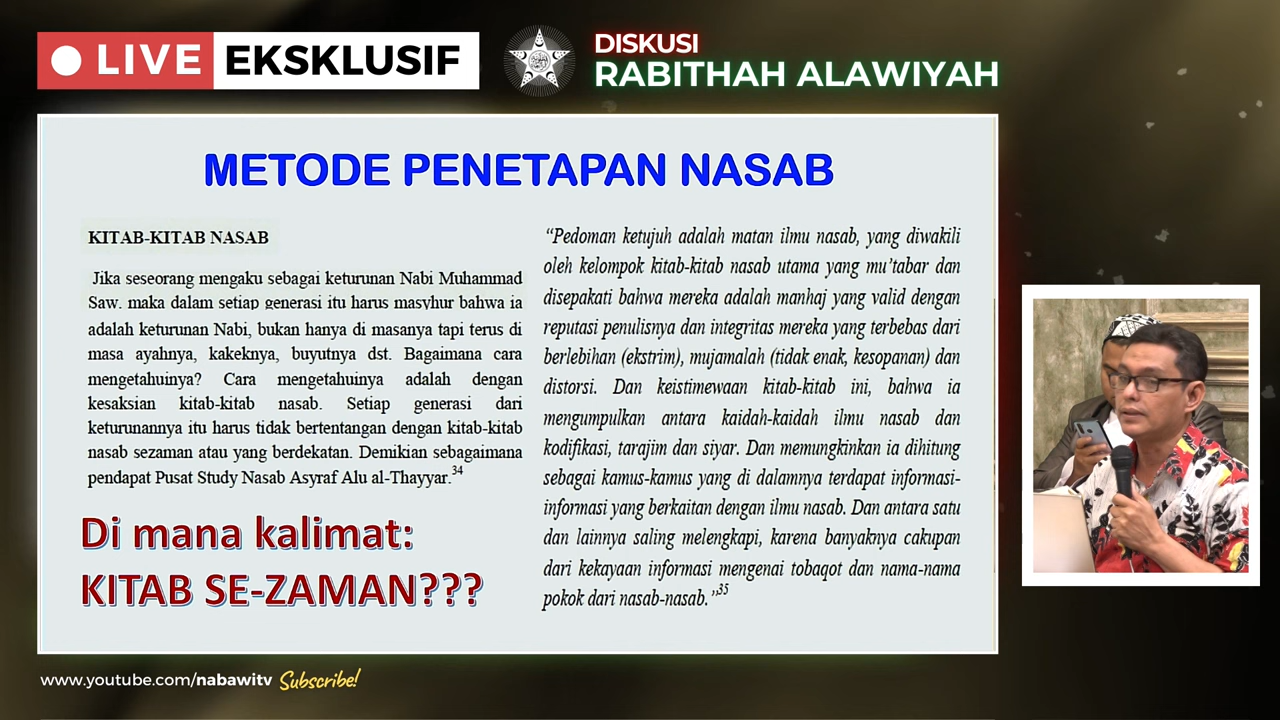 LIVE EKSKLUSIF
DISKUSI
RABITHAH ALAWIYAH
METODE PENETAPAN NASAB
KITAB-KITAB NASAB
Jika seseorang mengaku sebagai keturunan Nabi Muhammad
Saw. maka dalam setiap generasi itu harus masyhur bahwa ia
adalah keturunan Nabi, bukan hanya di masanya tapi terus di
masa ayahnya, kakeknya, buyutnya dst. Bagaimana cara
mengetahuinya? Cara mengetahuinya adalah dengan
kesaksian kitab-kitab nasab. Setiap generasi dari
keturunannya itu harus tidak bertentangan dengan kitab-kitab
nasab sezaman atau yang berdekatan. Demikian sebagaimana
pendapat Pusat Study Nasab Asyraf Alu al-Thayyar.34
Di mana kalimat:
KITAB SE-ZAMAN???
“Pedoman ketujuh adalah matan ilmu nasab, yang diwakili
oleh kelompok kitab-kitab nasab utama yang mu’tabar dan
disepakati bahwa mereka adalah manhaj yang valid dengan
reputasi penulisnya dan integritas mereka yang terbebas dari
berlebihan (ekstrim), mujamalah (tidak enak, kesopanan) dan
distorsi. Dan keistimewaan kitab-kitab ini, bahwa ia
mengumpulkan antara kaidah-kaidah ilmu nasab dan
kodifikasi, tarajim dan siyar. Dan memungkinkan ia dihitung
sebagai kamus-kamus yang di dalamnya terdapat informasi-
informasi yang berkaitan dengan ilmu nasab. Dan antara satu
dan lainnya saling melengkapi, karena banyaknya cakupan
dari kekayaan informasi mengenai tobaqot dan nama-nama
pokok dari nasab-nasab.”35
www.youtube.com/nabawitv Subscribe!